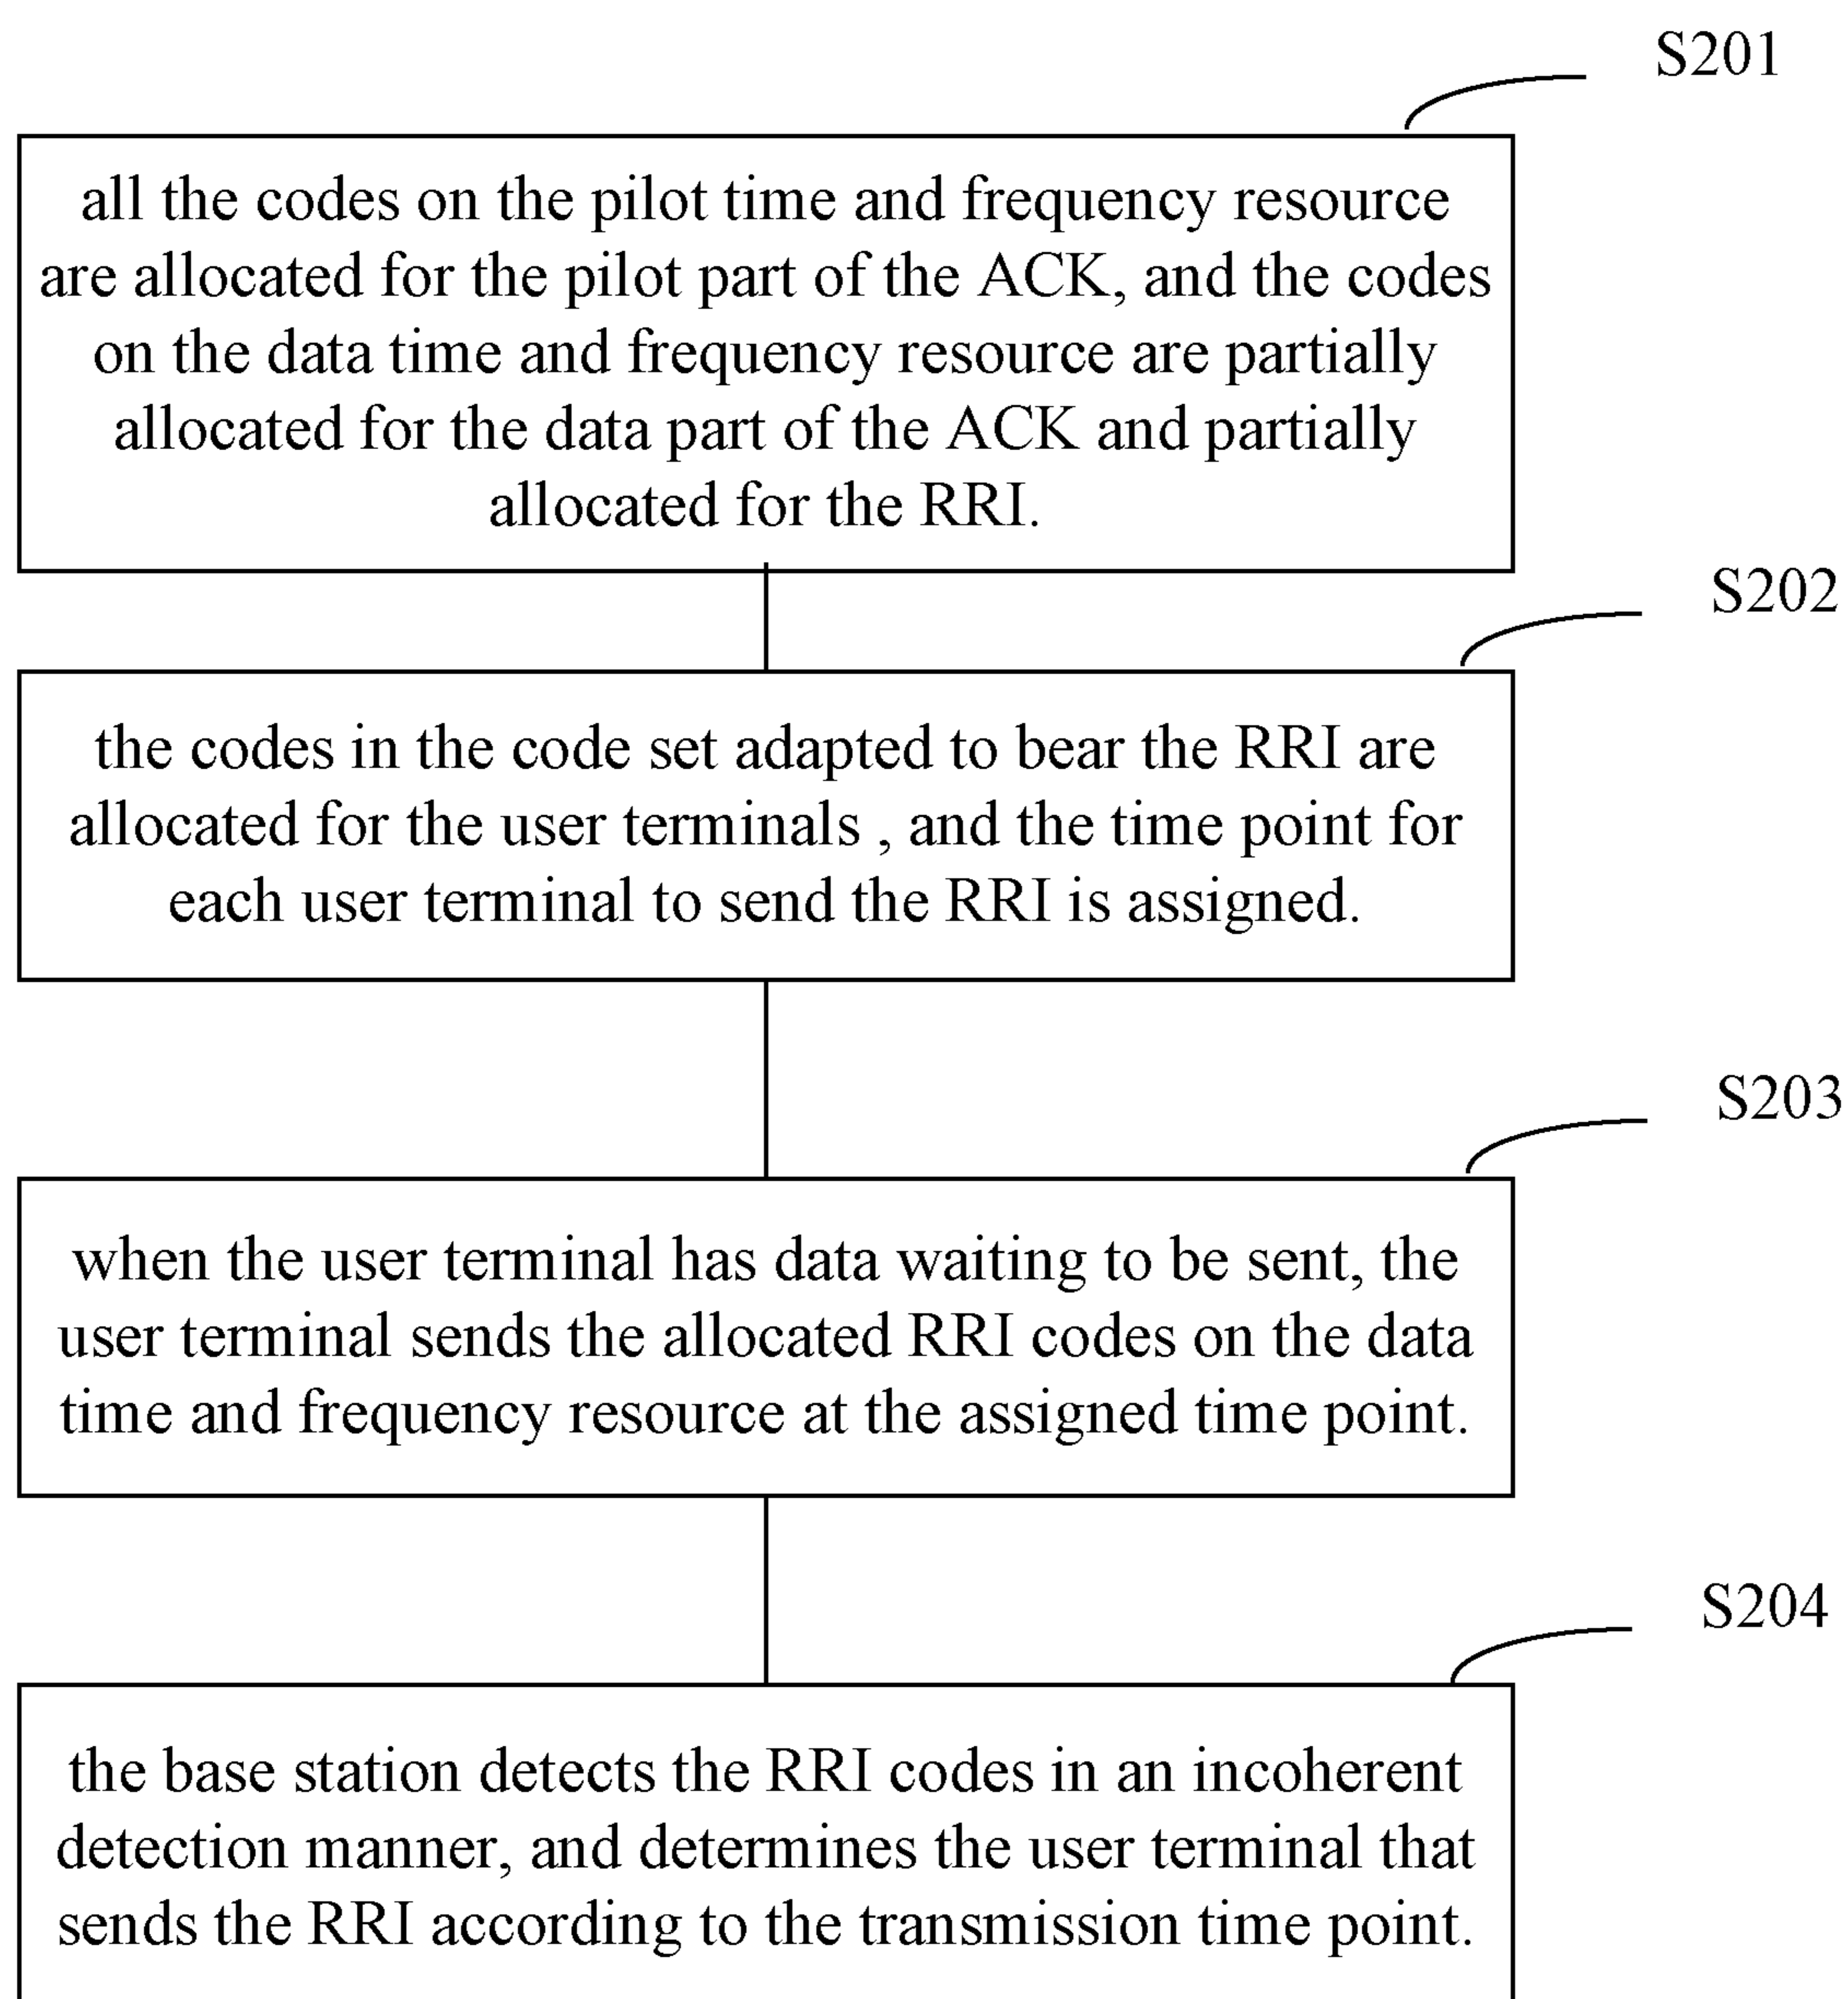 S201
all the codes on the pilot time and frequency resource
are allocated for the pilot part of the ACK, and the codes
on the data time and frequency resource are partially
allocated for the data part of the ACK and partially
allocated for the RRI.
S202
the codes in the code set adapted to bear the RRI are
allocated for the user terminals , and the time point for
each user terminal to send the RRI is assigned.
S203
when the user terminal has data waiting to be sent, the
user terminal sends the allocated RRI codes on the data
time and frequency resource at the assigned time point.
S204
the base station detects the RRI codes in an incoherent
detection manner, and determines the user terminal that
sends the RRI according to the transmission time point.